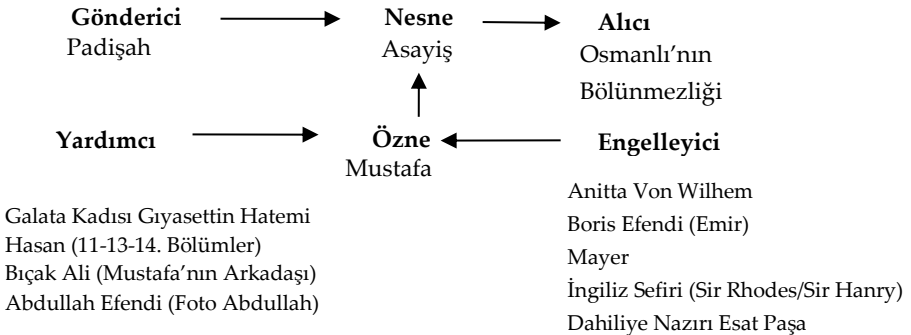 Gönderici
Padişah
Nesne
Asayiş
Alıcı
Osmanlı’nın
Bölünmezliği
Yardımcı
Özne
Mustafa
Engelleyici
Galata Kadısı Gıyasettin Hatemi
Hasan (11-13-14. Bölümler)
Bıçak Ali (Mustafa’nın Arkadaşı)
Abdullah Efendi (Foto Abdullah)
Anitta Von Wilhem
Boris Efendi (Emir)
Mayer
İngiliz Sefiri (Sir Rhodes/Sir Hanry)
Dahiliye Nazırı Esat Paşa